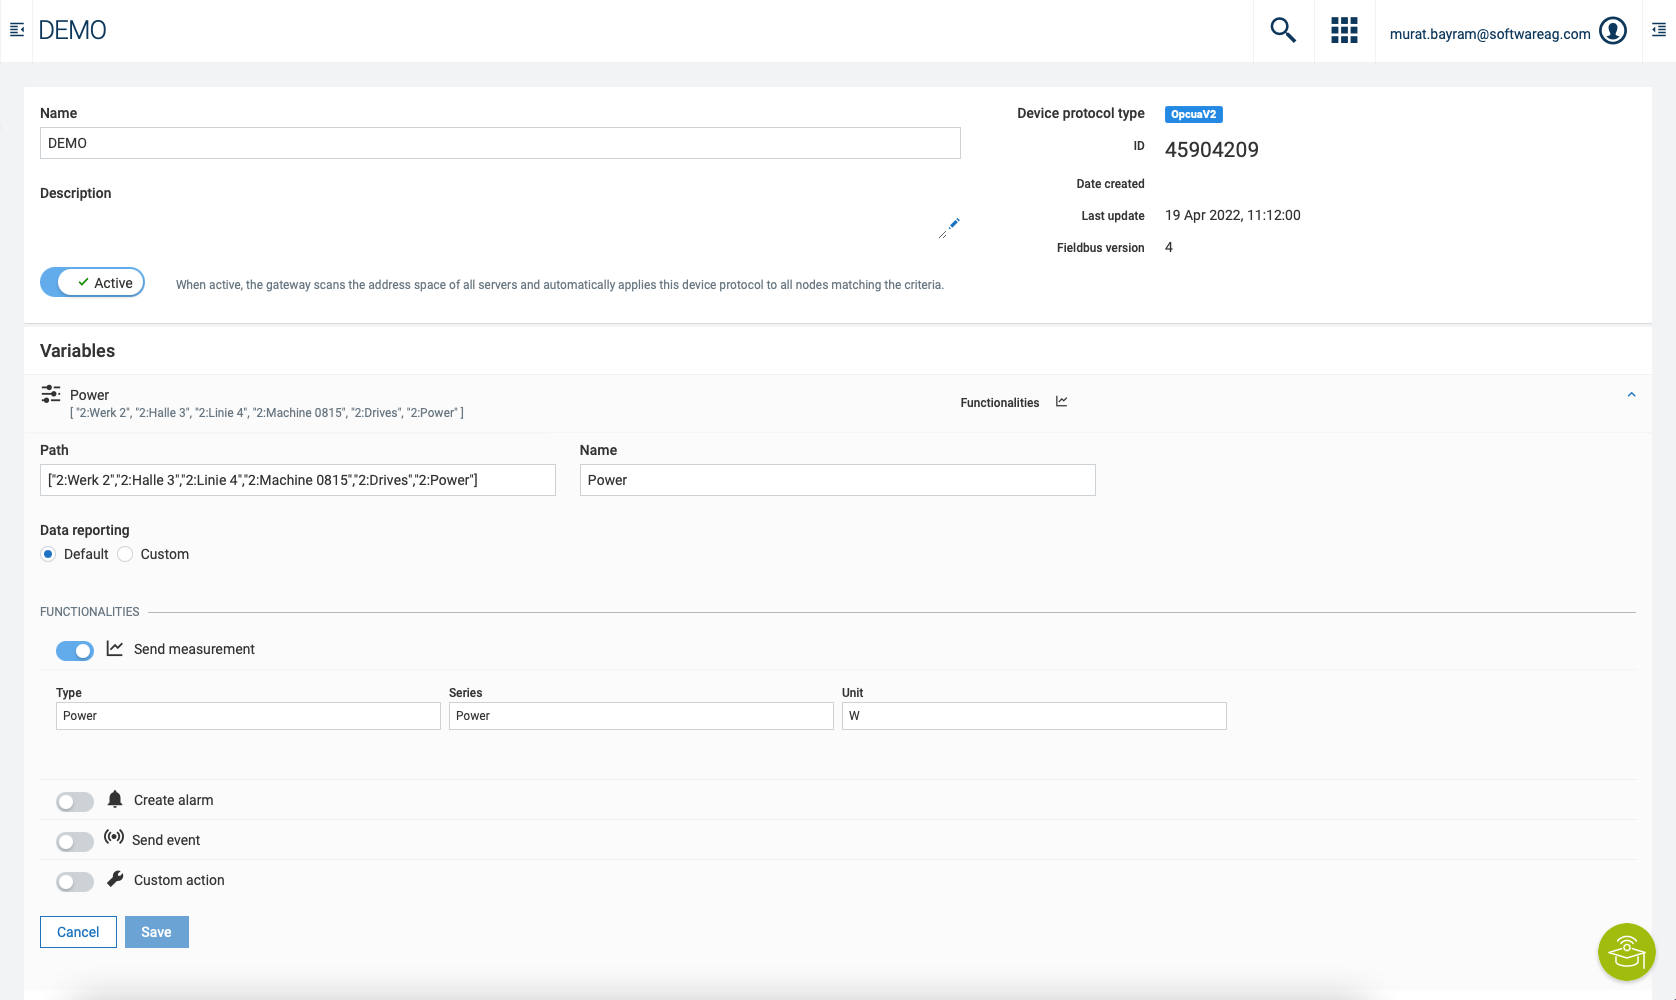 DEMO
murat.bayram@softwareag.com
Name
DEMO
Description
Active
When active, the gateway scans the address space of all servers and automatically applies this device protocol to all nodes matching the criteria.
Device protocol type OpcuaV2
ID 45904209
Date created
Last update 19 Apr 2022, 11:12:00
Fieldbus version 4
Variables
Power
[ "2:Werk 2", "2:Halle 3", "2:Linie 4", "2:Machine 0815", "2:Drives", "2:Power" ]
Functionalities
Path
["2:Werk 2","2:Halle 3","2:Linie 4","2:Machine 0815","2:Drives","2:Power"]
Name
Power
Data reporting
Default Custom
FUNCTIONALITIES
Send measurement
Type Series Unit
Power Power W
Create alarm
Send event
Custom action
Cancel Save